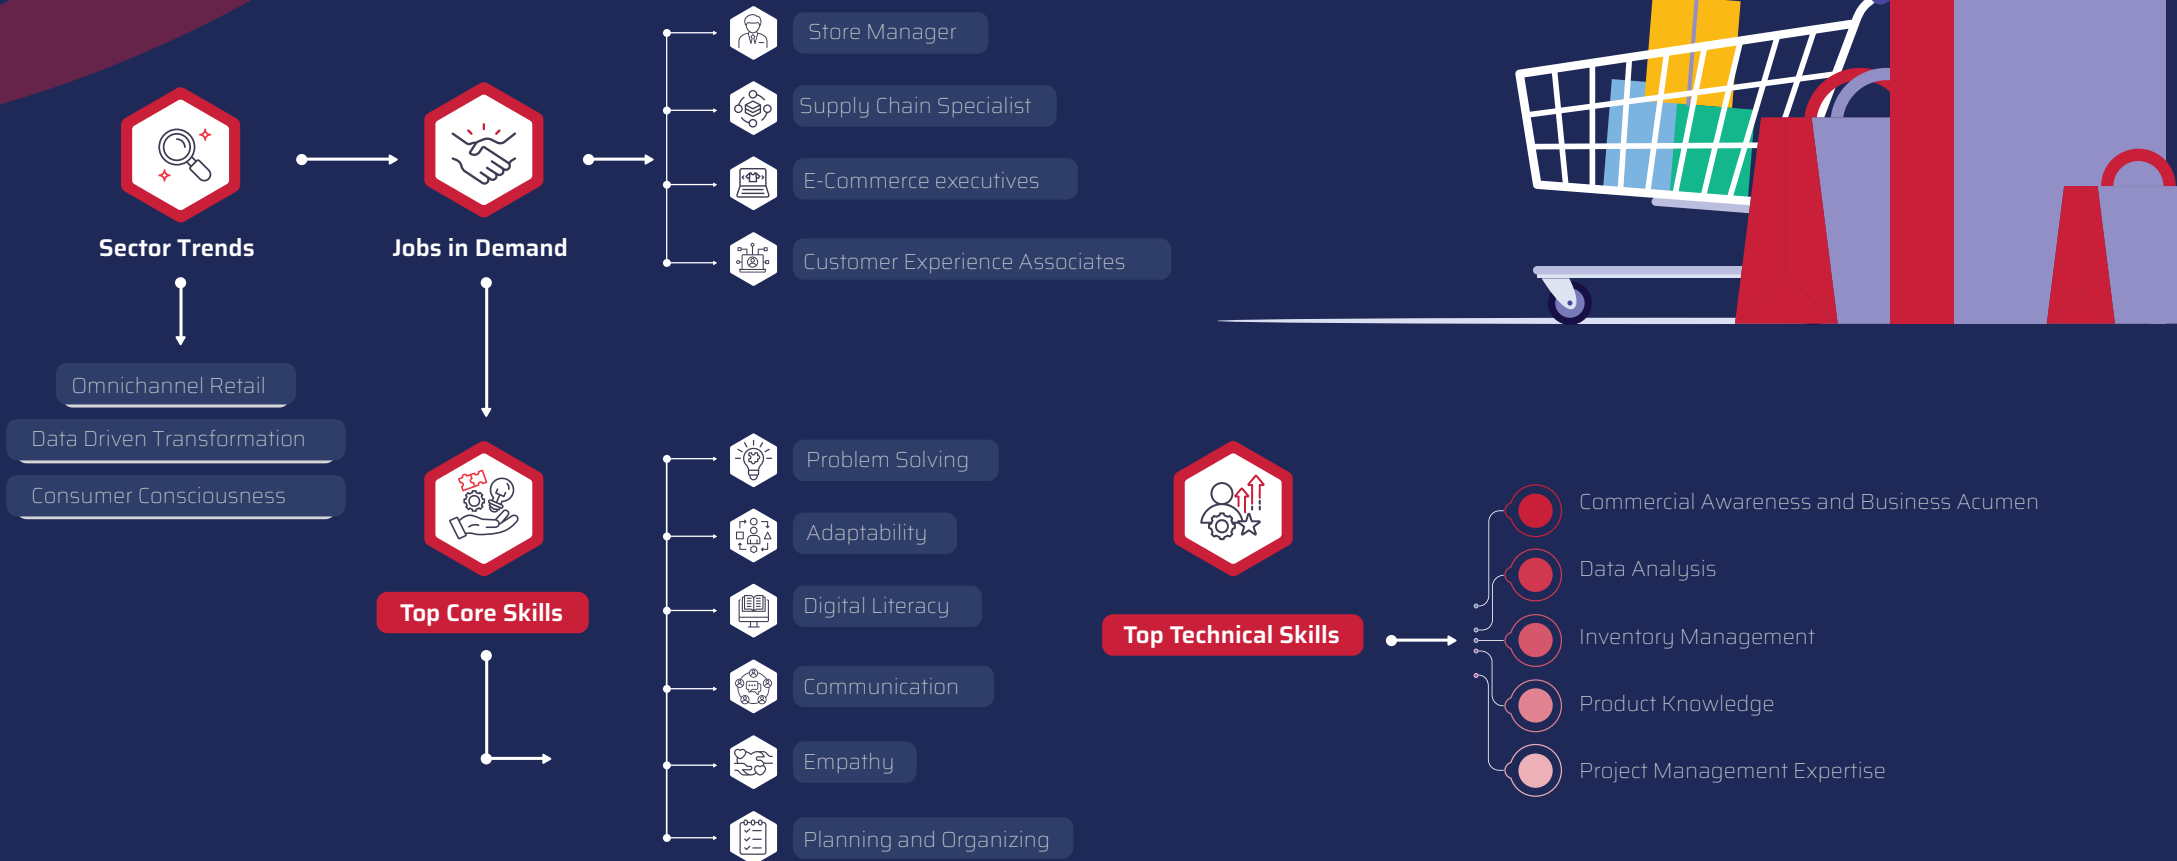 Store Manager
Supply Chain Specialist
E-Commerce executives
Customer Experience Associates
Sector Trends
Jobs in Demand
Omnichannel Retail
Data Driven Transformation
Consumer Consciousness
Top Core Skills
Problem Solving
Adaptability
Digital Literacy
Communication
Empathy
Planning and Organizing
Top Technical Skills
Commercial Awareness and Business Acumen
Data Analysis
Inventory Management
Product Knowledge
Project Management Expertise